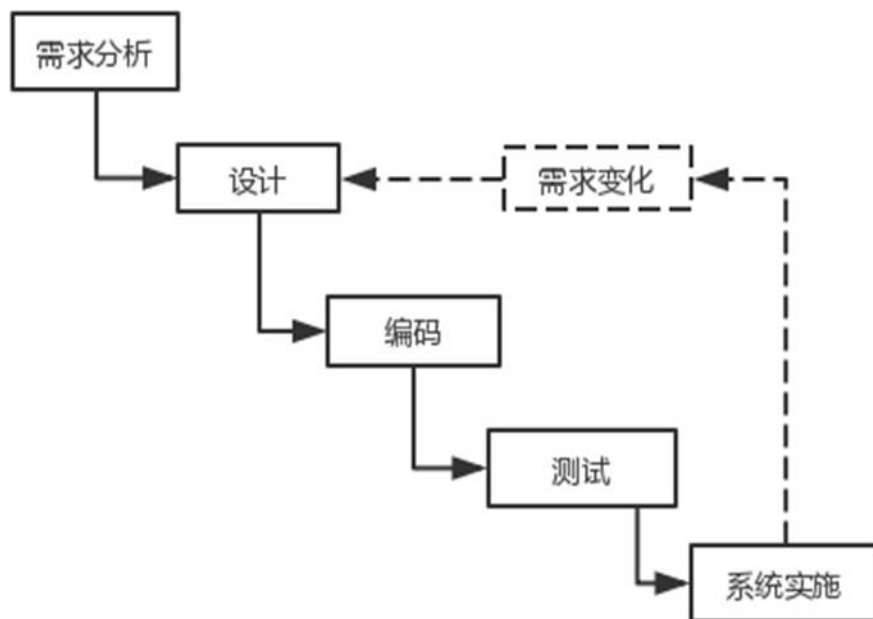 需求分析
设计
需求变化
编码
测试
系统实施